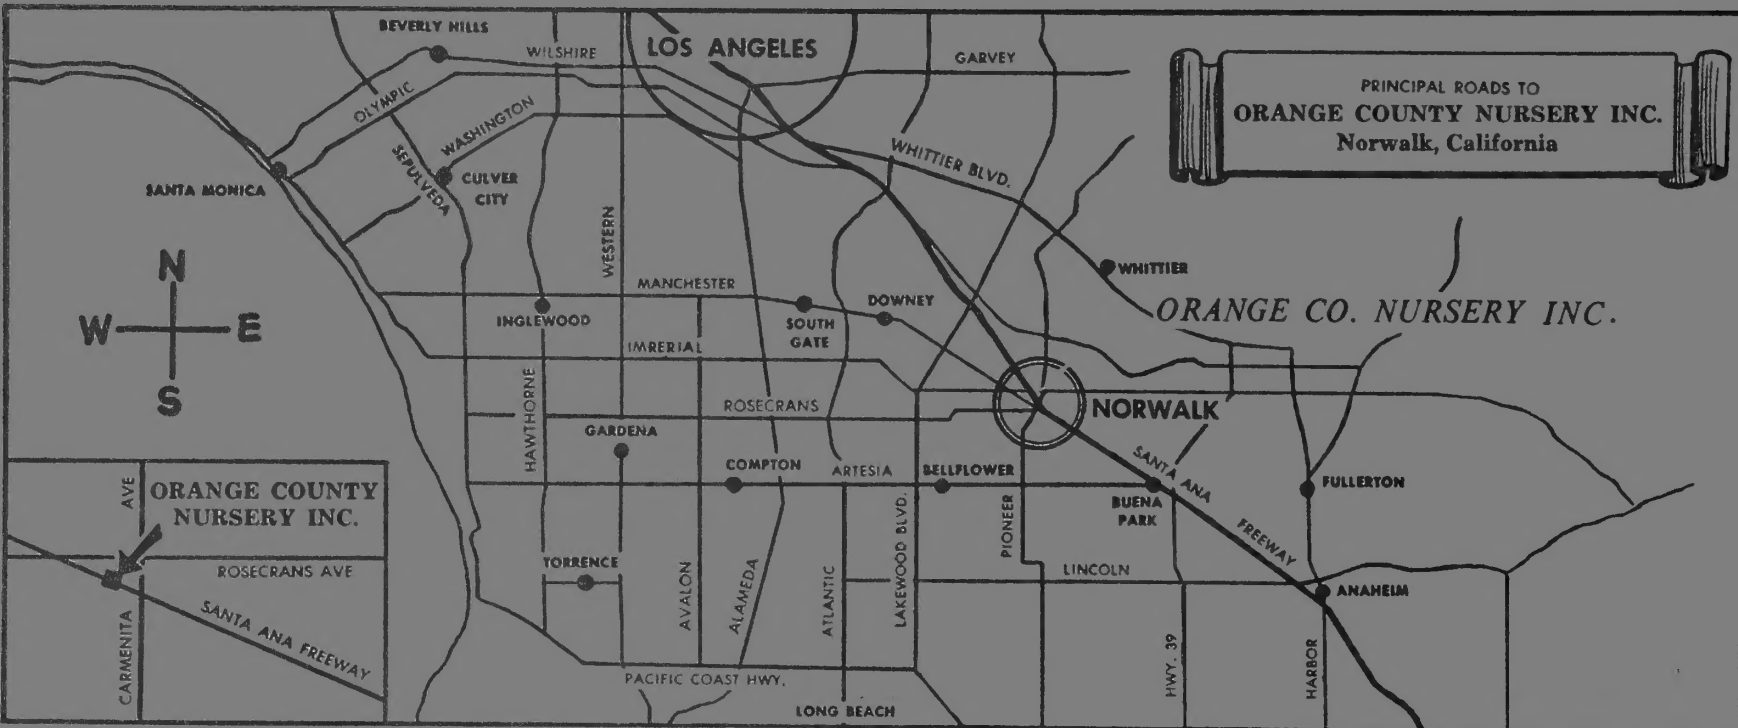 BEVERLY HILLS
WILSHIRE
LOS ANGELES
GARVEY
PRINCIPAL ROADS TO
ORANGE COUNTY NURSERY INC.
Norwalk, California
OLYMPIC
WASHINGTON
SEPULVEDA
WHITTIER BLVD.
SANTA MONICA
CULVER
CITY
WESTERN
N
W E
S
MANCHESTER
WHITTIER
INGLEWOOD
SOUTH
GATE
DOWNEY
ORANGE CO. NURSERY INC.
IMRERIAL
HAWTHORNE
ROSECRANS
NORWALK
GARDENA
COMPTON
ARTESIA
BELLFLOWER
SANTA ANA
FREEWAY
BUENA
PARK
FULLERTON
AVE
ORANGE COUNTY
NURSERY INC.
ROSECRANS AVE
CARMENITA
SANTA ANA FREEWAY
TORRENCE
AVALON
ALAMEDA
ATLANTIC
LAKEWOOD BLVD.
PIONEER
LINCOLN
ANAHEIM
HWY. 39
HARBOR
PACIFIC COAST HWY.
LONG BEACH